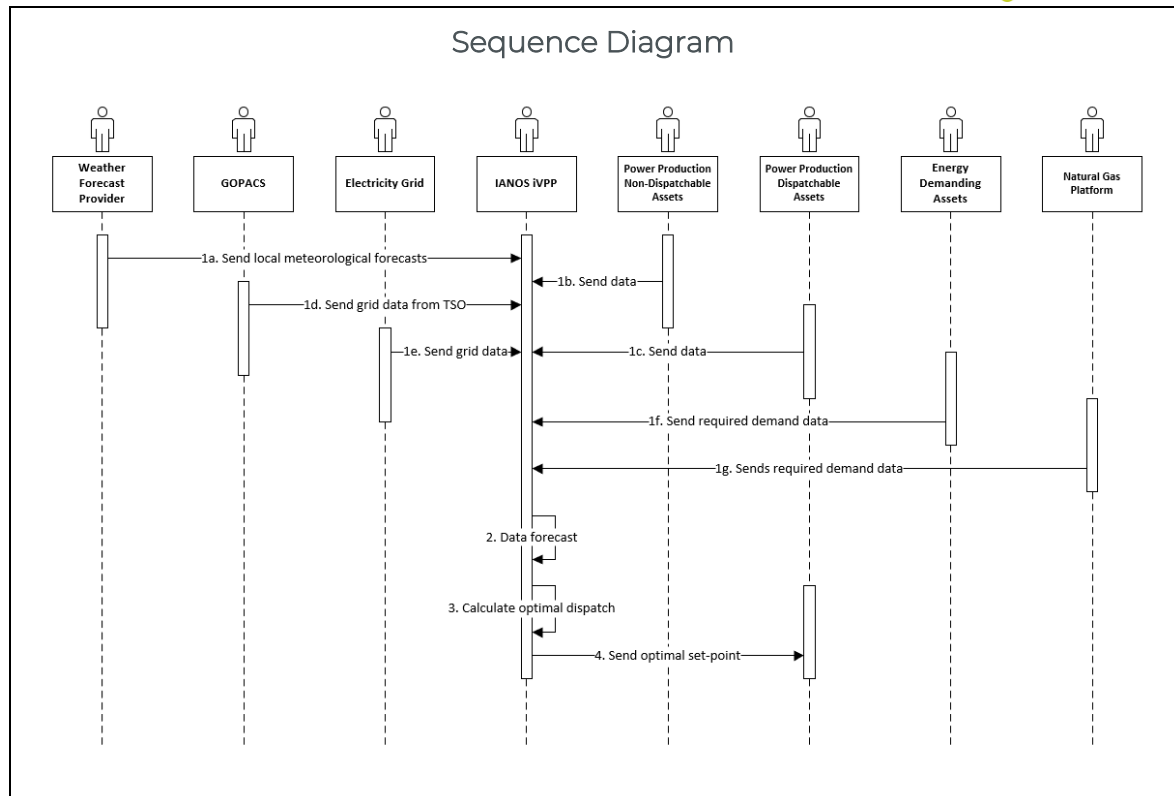 Sequence Diagram
Weather
Forecast
Provider
GOPACS
Electricity Grid
IANOS iVPP
Power Production
Non-Dispatchable
Assets
Power Production
Dispatchable
Assets
Energy
Demanding
Assets
Natural Gas
Platform
1a. Send local meteorological forecasts
1b. Send data
1d. Send grid data from TSO
1e. Send grid data
1c. Send data
1f. Send required demand data
1g. Sends required demand data
2. Data forecast
3. Calculate optimal dispatch
4. Send optimal set-point